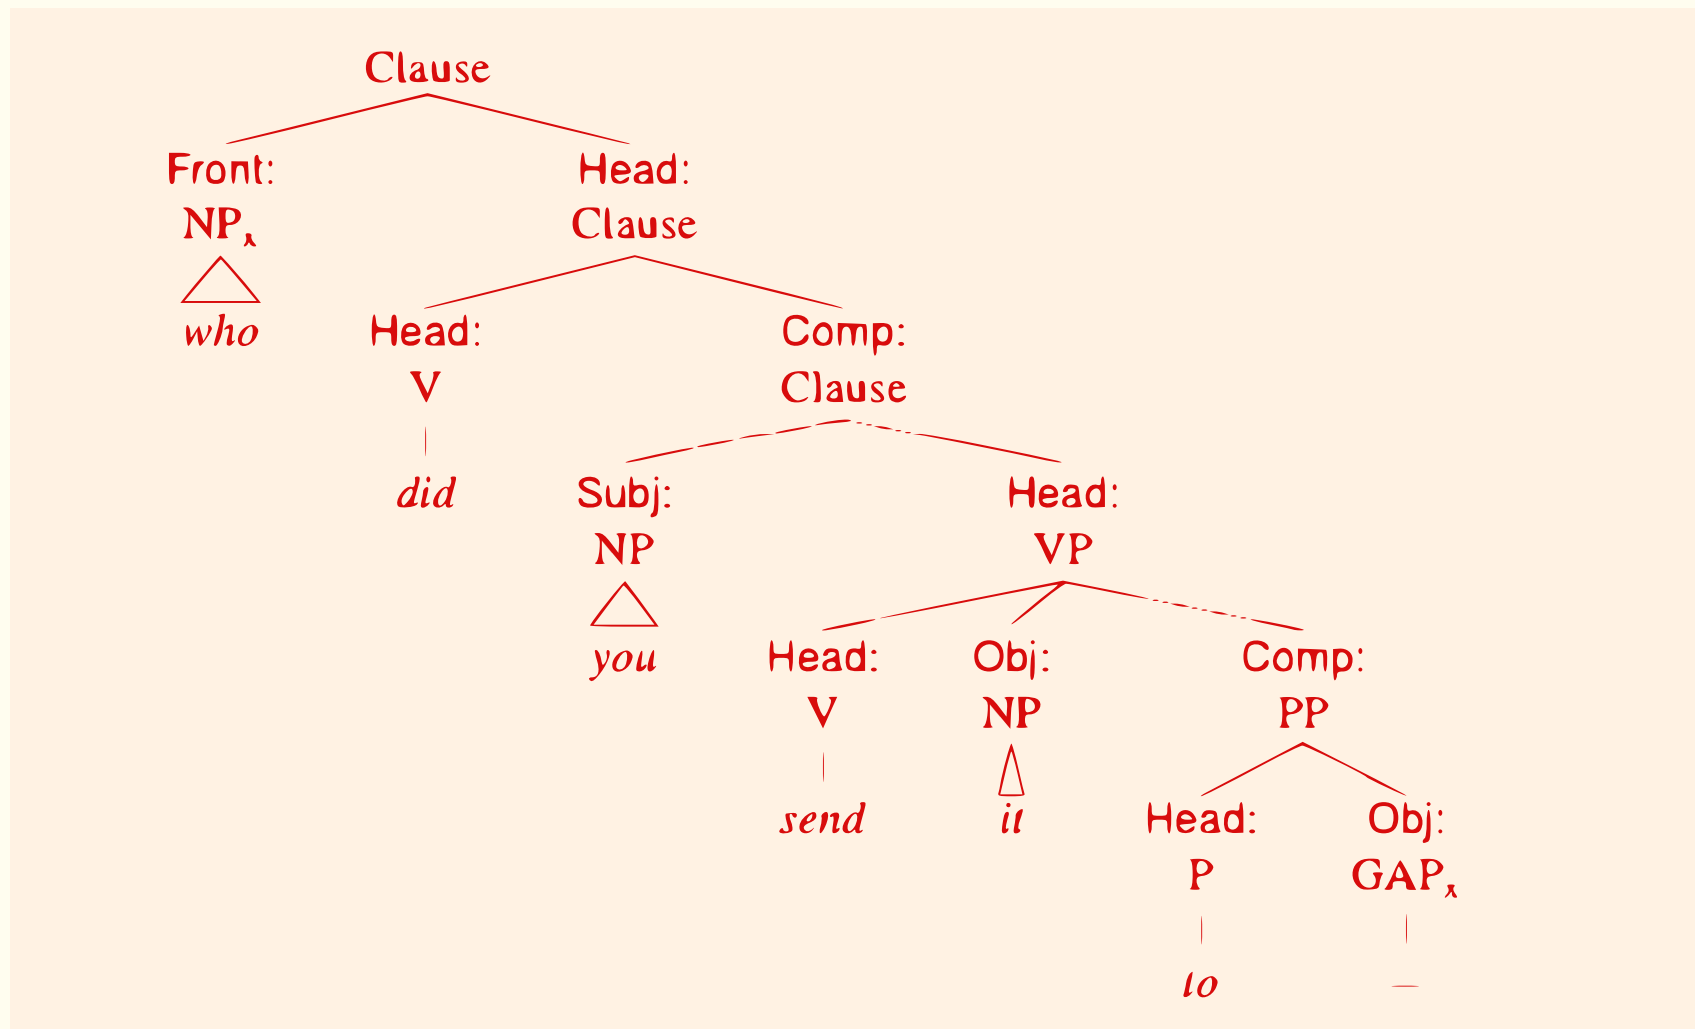 Clause
Front: Head:
NPx Clause
who Head: Comp:
V Clause
did Subj: Head:
NP VP
you Head: Obj: Comp:
V NP PP
send it Head: Obj:
P GAPx
to —